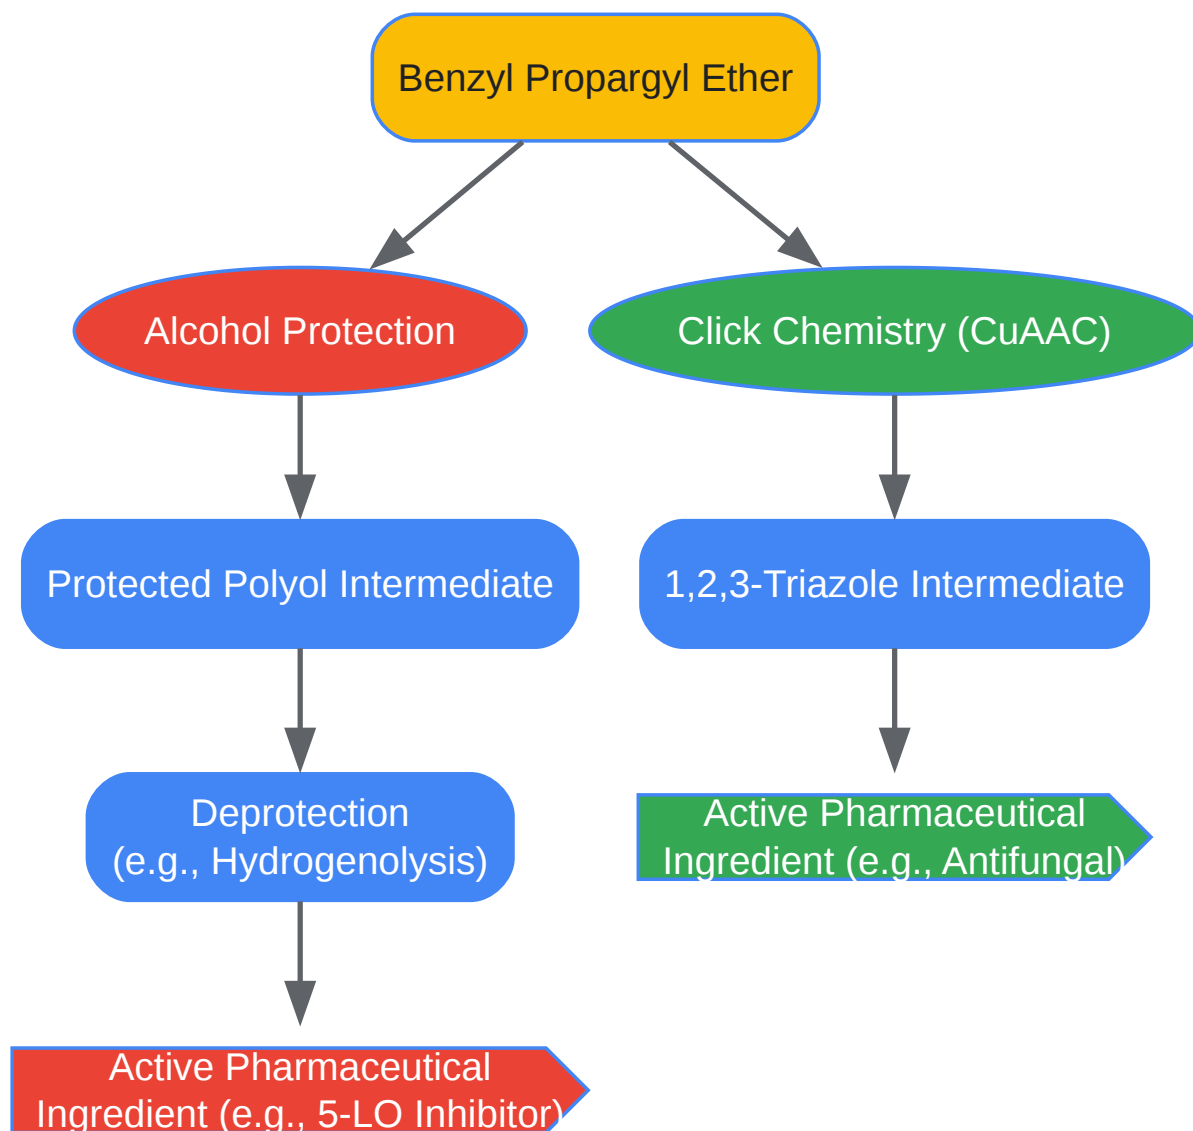 Benzyl Propargyl Ether
Alcohol Protection
Click Chemistry (CuAAC)
Protected Polyol Intermediate
1,2,3-Triazole Intermediate
Deprotection
(e.g., Hydrogenolysis)
Active Pharmaceutical
Ingredient (e.g., Antifungal)
Active Pharmaceutical
Ingredient (e.g., 5-LO Inhibitor)